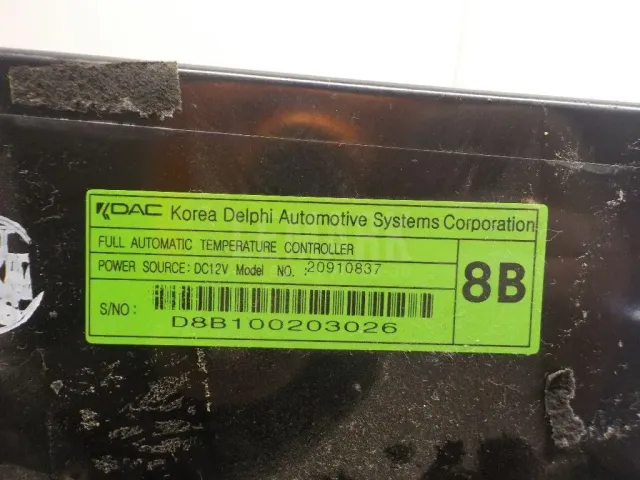 KDAC Korea Delphi Automotive Systems Corporation
FULL AUTOMATIC TEMPERATURE CONTROLLER
POWER SOURCE: DC12V Model NO. :20910837
8B
S/NO:
D8B100203026